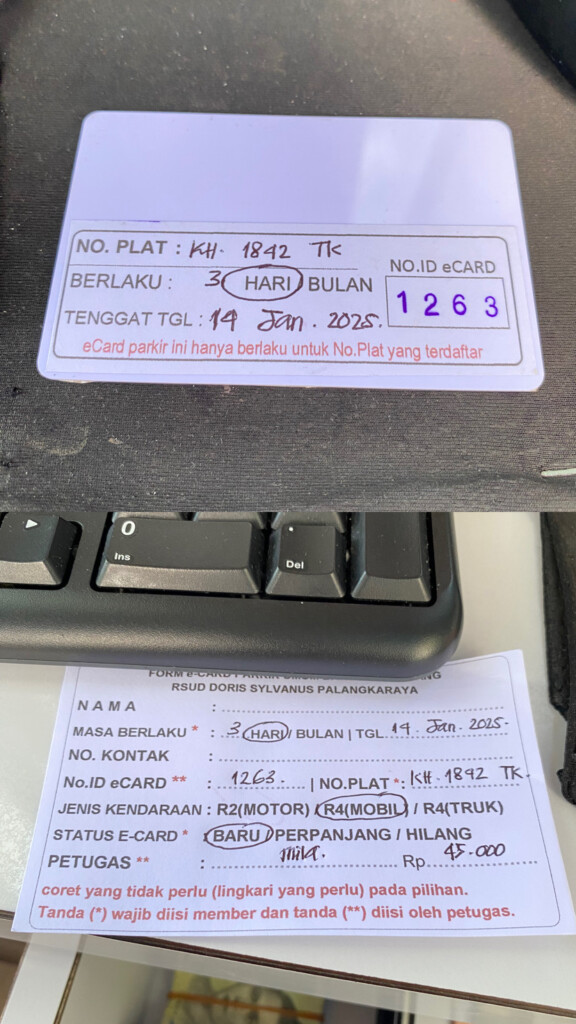 NO. PLAT : KH. 1842 TK
BERLAKU : 3 HARI BULAN
NO.ID eCARD
1263
TENGGAT TGL : 14 Jan. 2025.
eCard parkir ini hanya berlaku untuk No.Plat yang terdaftar
0
Ins
.
Del
FORM e-CARD PARKIR
RSUD DORIS SYLVANUS PALANGKARAYA
NAMA :
MASA BERLAKU * : 3 HARI / BULAN | TGL. 14. Jan. 2025.
NO. KONTAK :
No.ID eCARD ** : 1263. | NO.PLAT *. KH. 1842 TK.
JENIS KENDARAAN : R2(MOTOR) / R4(MOBIL) / R4(TRUK)
STATUS E-CARD * : BARU / PERPANJANG / HILANG
PETUGAS ** : Rp. 45.000
coret yang tidak perlu (lingkari yang perlu) pada pilihan.
Tanda (*) wajib diisi member dan tanda (**) diisi oleh petugas.